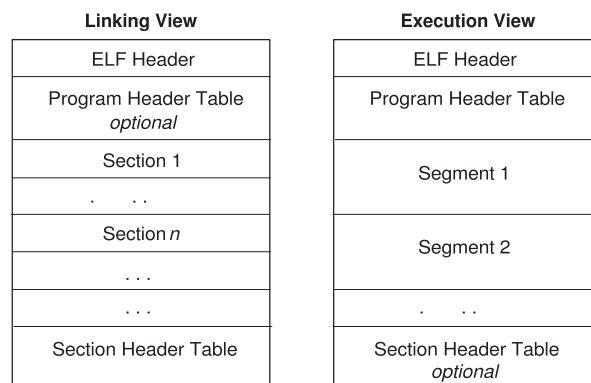 Linking View
ELF Header
Program Header Table
optional
Section 1
. . .
Section n
. . .
. . .
Section Header Table
Execution View
ELF Header
Program Header Table
Segment 1
Segment 2
. . .
Section Header Table
optional